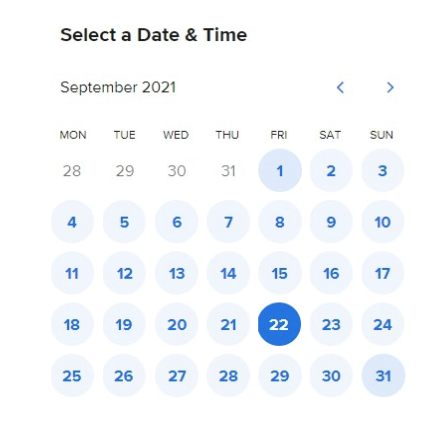 Select a Date & Time
September 2021
MON TUE WED THU FRI SAT SUN
28 29 30 31 1 2 3
4 5 6 7 8 9 10
11 12 13 14 15 16 17
18 19 20 21 22 23 24
25 26 27 28 29 30 31